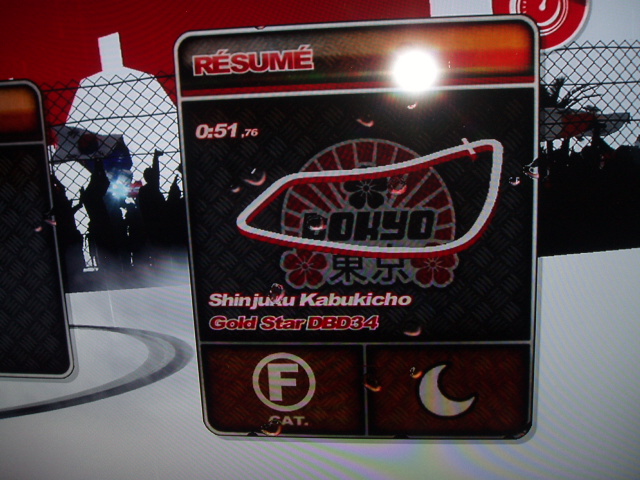 RÉSUMÉ
0:51,76
TOKYO
東京
Shinjuku Kabukicho
Gold Star DBD34
F
CAT.